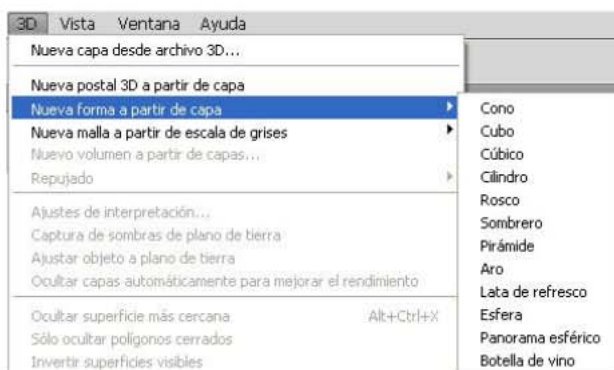 3D Vista Ventana Ayuda
Nueva capa desde archivo 3D...
Nueva postal 3D a partir de capa
Nueva forma a partir de capa
Nueva malla a partir de escala de grises
Nuevo volumen a partir de capas...
Repujado
Ajustes de interpretación...
Captura de sombras de plano de tierra
Ajustar objeto a plano de tierra
Ocultar capas automáticamente para mejorar el rendimiento
Ocultar superficie más cercana Alt+Ctrl+X
Sólo ocultar polígonos cerrados
Invertir superficies visibles
Cono
Cubo
Cúbico
Cilindro
Rosco
Sombrero
Pirámide
Aro
Lata de refresco
Esfera
Panorama esférico
Botella de vino